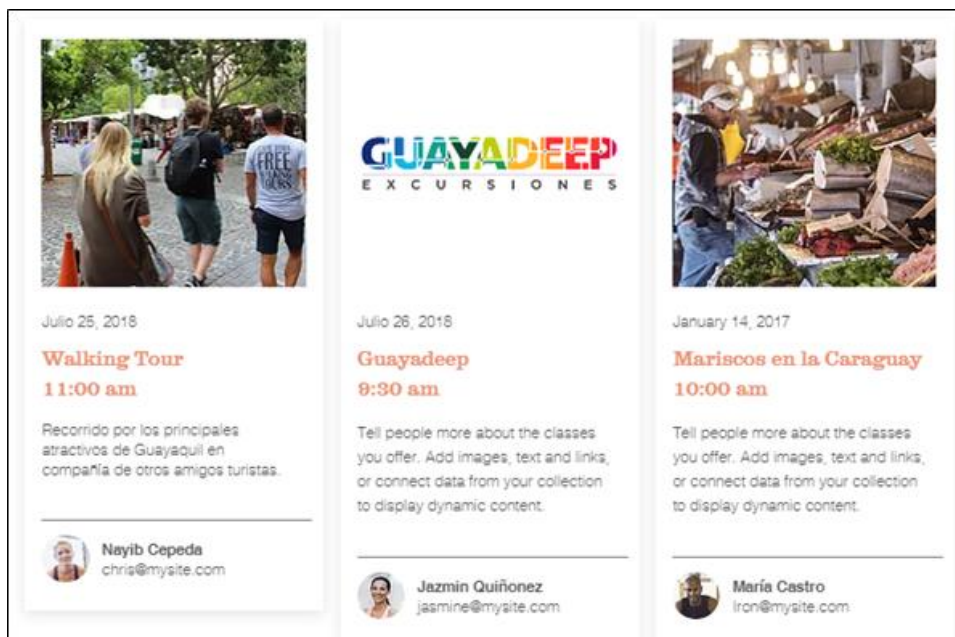 FREE
WALKING
TOURS
Julio 25, 2018
Walking Tour
11:00 am
Recorrido por los principales
atractivos de Guayaquil en
compañía de otros amigos turistas.
Nayib Cepeda
chris@mysite.com
GUAYADEEP
EXCURSIONES
Julio 26, 2018
Guayadeep
9:30 am
Tell people more about the classes
you offer. Add images, text and links,
or connect data from your collection
to display dynamic content.
Jazmin Quiñonez
jasmine@mysite.com
January 14, 2017
Mariscos en la Caraguay
10:00 am
Tell people more about the classes
you offer. Add images, text and links,
or connect data from your collection
to display dynamic content.
María Castro
lron@mysite.com